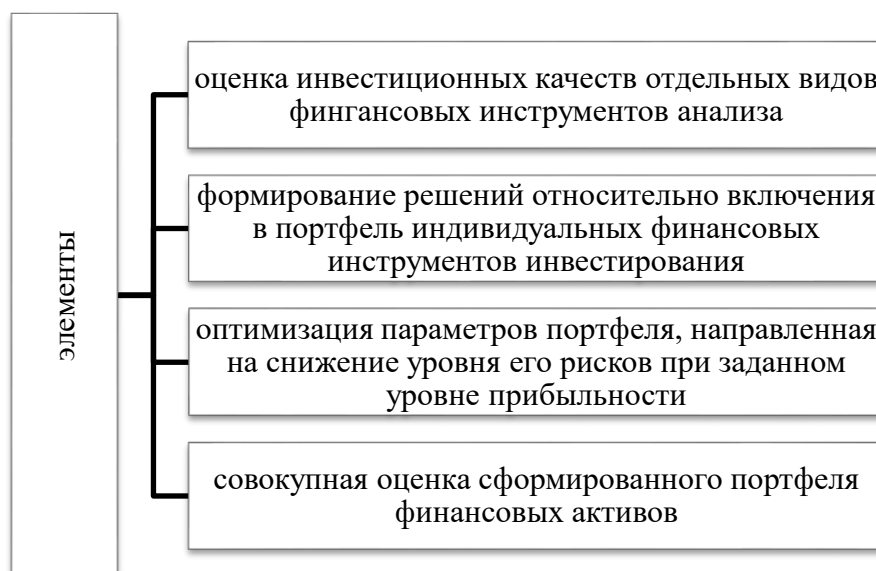 элементы
оценка инвестиционных качеств отдельных видов
фингансовых инструментов анализа
формирование решений относительно включения
в портфель индивидуальных финансовых
инструментов инвестирования
оптимизация параметров портфеля, направленная
на снижение уровня его рисков при заданном
уровне прибыльности
совокупная оценка сформированного портфеля
финансовых активов